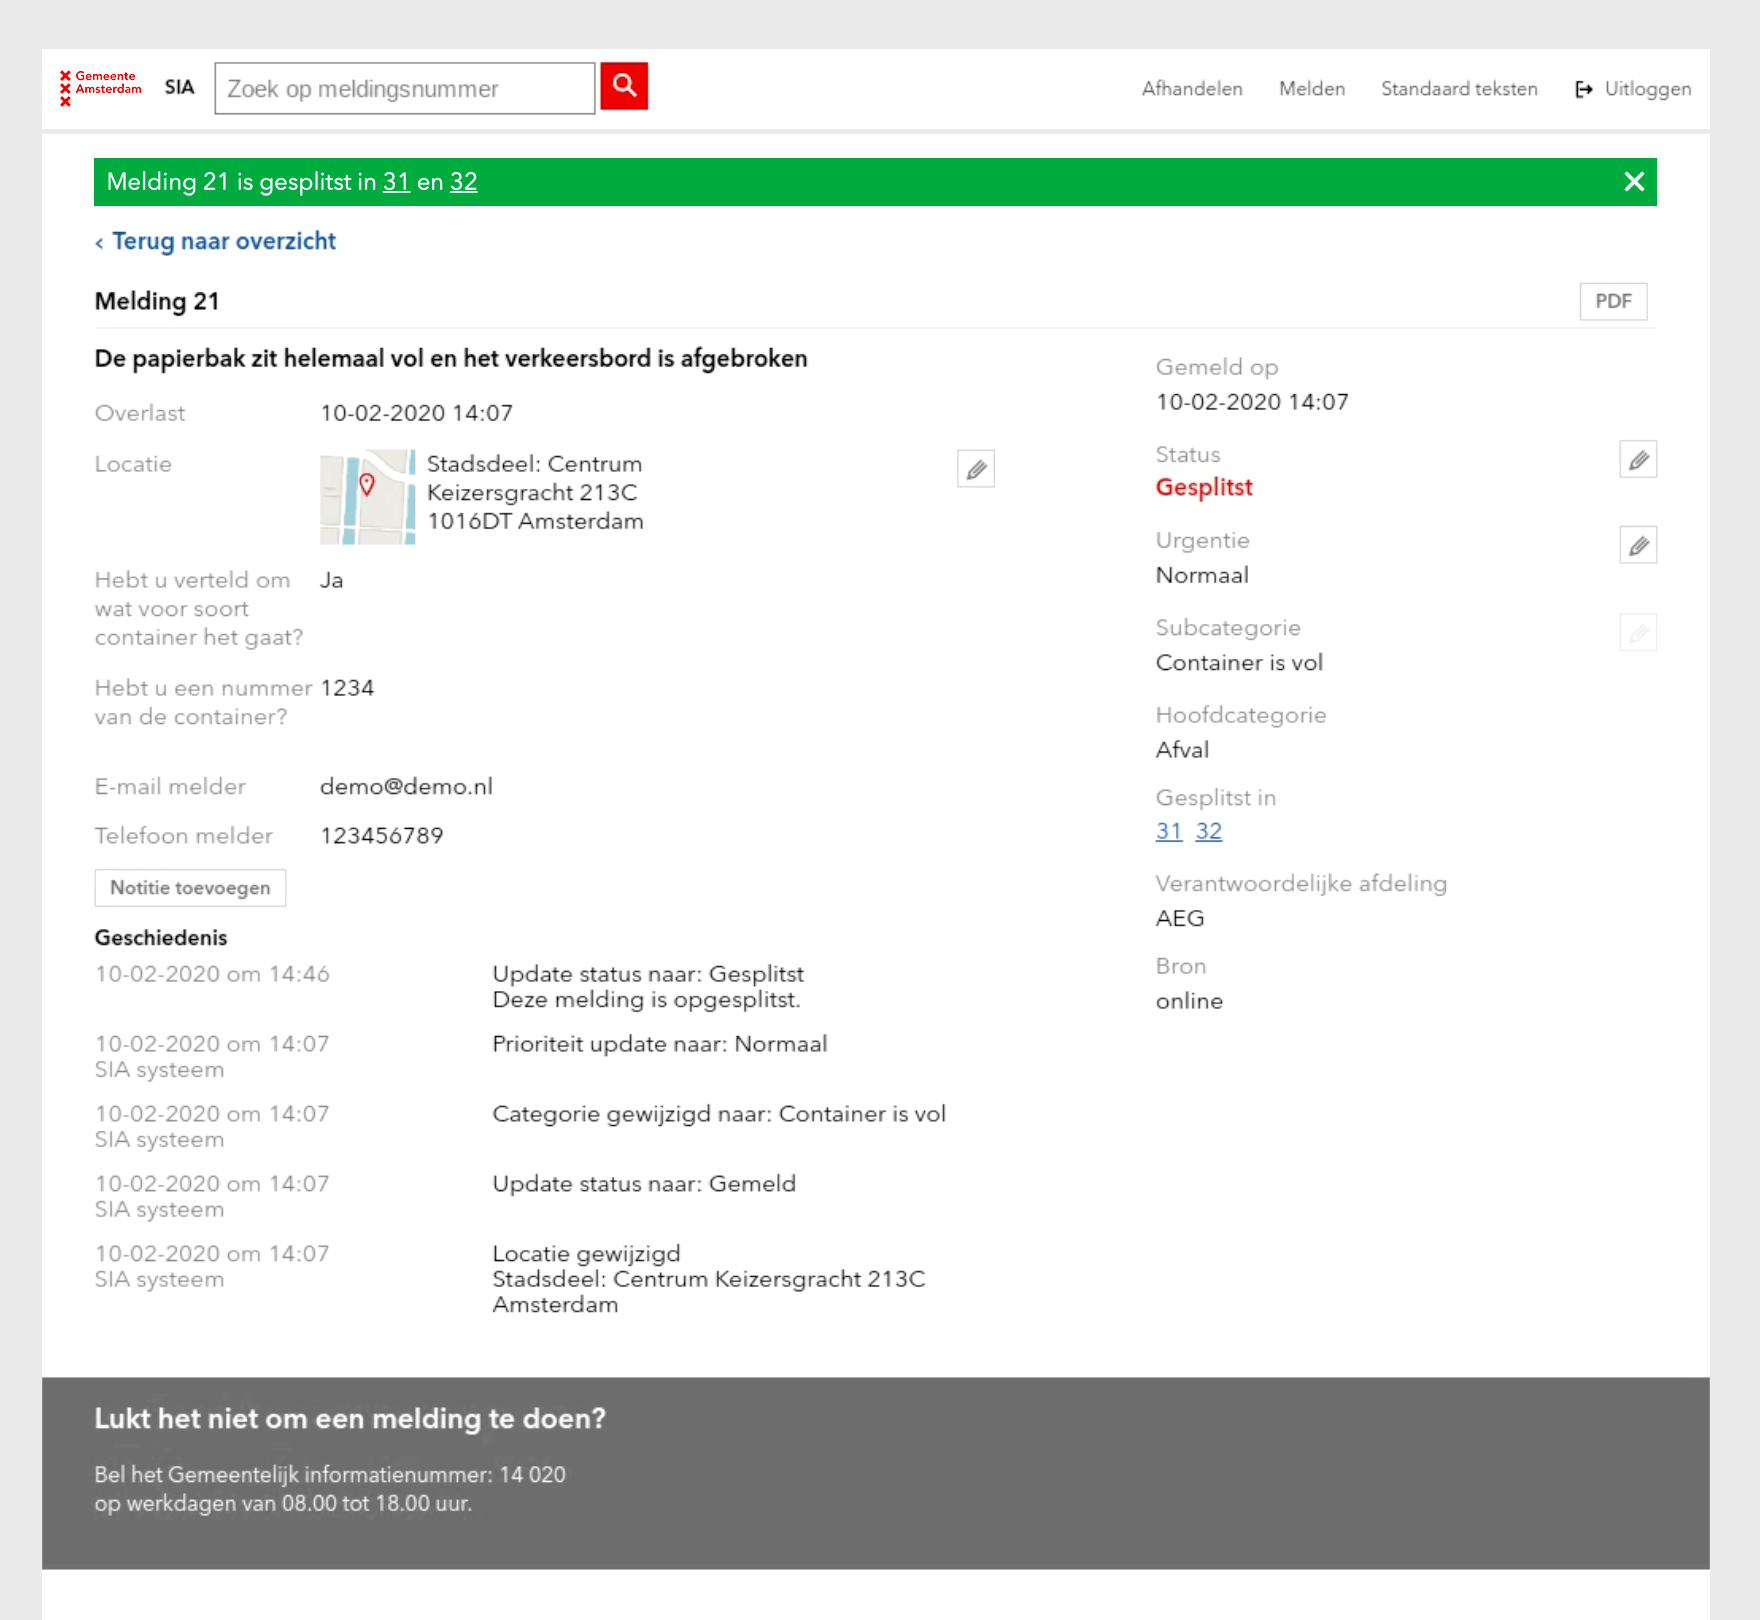 Gemeente
Amsterdam
SIA
Zoek op meldingsnummer
Afhandelen
Melden
Standaard teksten
Uitloggen
Melding 21 is gesplitst in 31 en 32
‹ Terug naar overzicht
Melding 21
PDF
De papierbak zit helemaal vol en het verkeersbord is afgebroken
Overlast
10-02-2020 14:07
Locatie
Stadsdeel: Centrum
Keizersgracht 213C
1016DT Amsterdam
Hebt u verteld om
wat voor soort
container het gaat?
Ja
Hebt u een nummer
van de container?
1234
E-mail melder
demo@demo.nl
Telefoon melder
123456789
Notitie toevoegen
Geschiedenis
10-02-2020 om 14:46
Update status naar: Gesplitst
Deze melding is opgesplitst.
10-02-2020 om 14:07
SIA systeem
Prioriteit update naar: Normaal
10-02-2020 om 14:07
SIA systeem
Categorie gewijzigd naar: Container is vol
10-02-2020 om 14:07
SIA systeem
Update status naar: Gemeld
10-02-2020 om 14:07
SIA systeem
Locatie gewijzigd
Stadsdeel: Centrum Keizersgracht 213C
Amsterdam
Gemeld op
10-02-2020 14:07
Status
Gesplitst
Urgentie
Normaal
Subcategorie
Container is vol
Hoofdcategorie
Afval
Gesplitst in
31 32
Verantwoordelijke afdeling
AEG
Bron
online
Lukt het niet om een melding te doen?
Bel het Gemeentelijk informatienummer: 14 020
op werkdagen van 08.00 tot 18.00 uur.